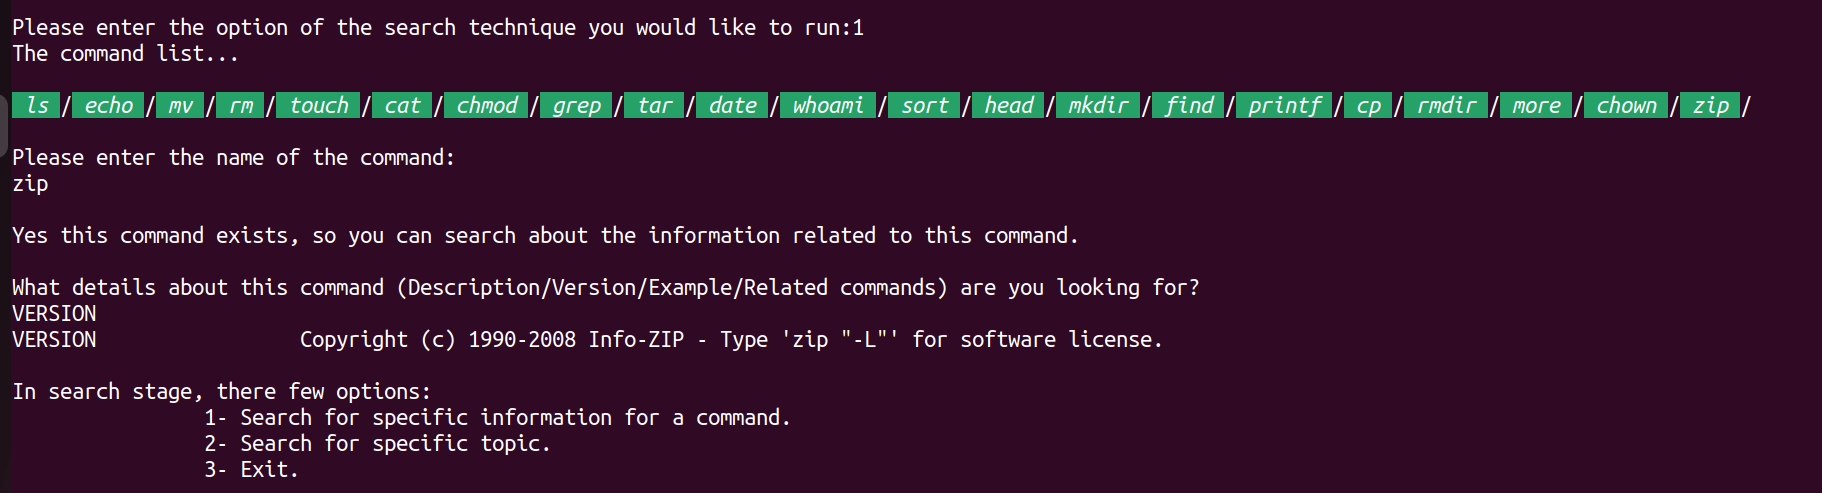 Please enter the option of the search technique you would like to run:1
The command list...
ls / echo / mv / rm / touch / cat / chmod / grep / tar / date / whoami / sort / head / mkdir / find / printf / cp / rmdir / more / chown / zip /
Please enter the name of the command:
zip
Yes this command exists, so you can search about the information related to this command.
What details about this command (Description/Version/Example/Related commands) are you looking for?
VERSION
VERSION Copyright (c) 1990-2008 Info-ZIP - Type 'zip "-L"' for software license.
In search stage, there few options:
1- Search for specific information for a command.
2- Search for specific topic.
3- Exit.